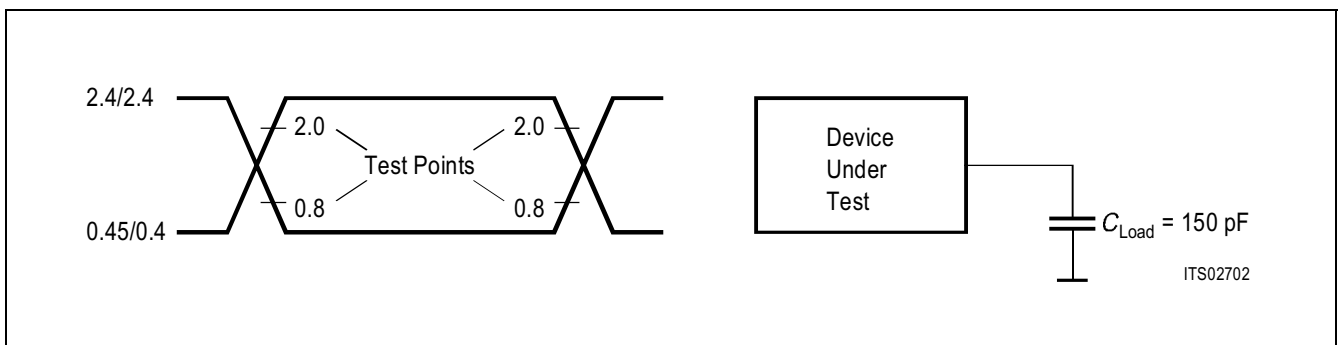 2.4/2.4
2.0
2.0
Test Points
0.8
0.8
0.45/0.4
Device
Under
Test
C Load = 150 pF
ITS02702